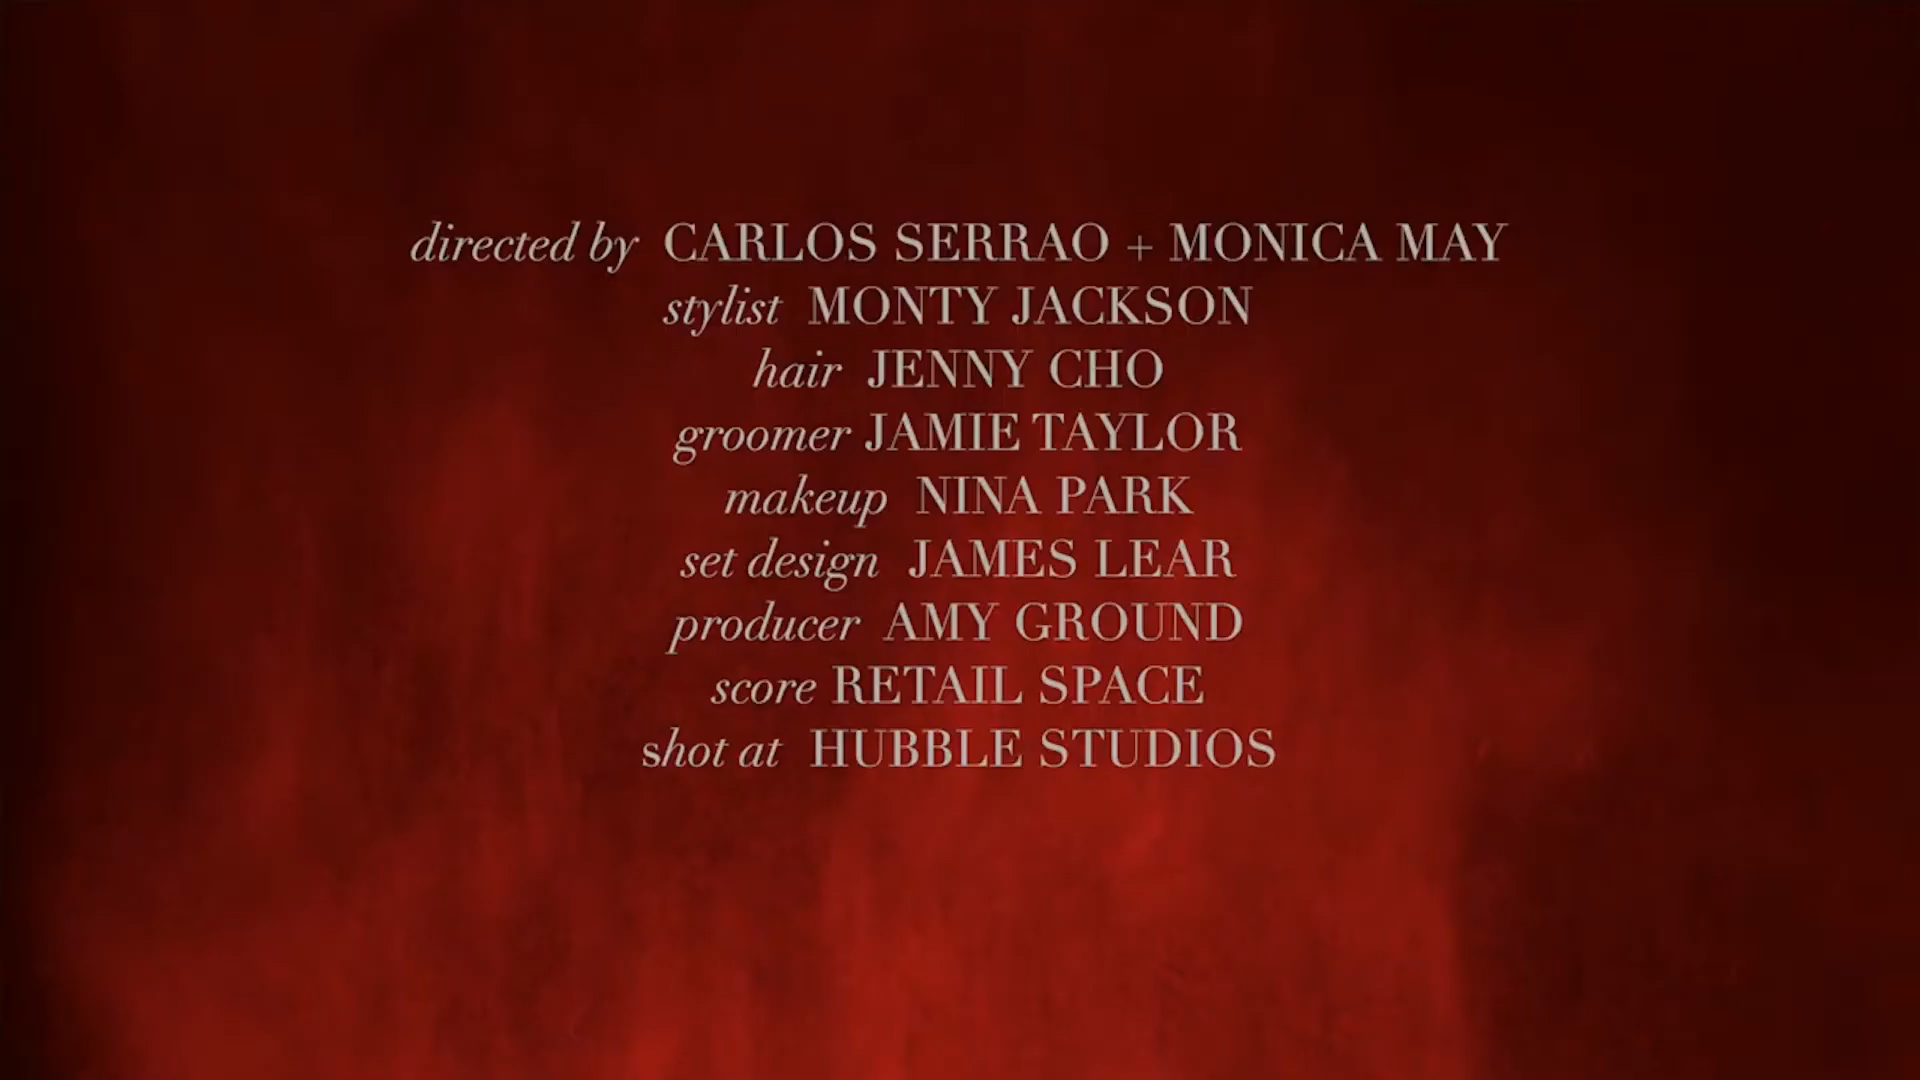 directed by CARLOS SERRAO + MONICA MAY
stylist MONTY JACKSON
hair JENNY CHO
groomer JAMIE TAYLOR
makeup NINA PARK
set design JAMES LEAR
producer AMY GROUND
score RETAIL SPACE
shot at HUBBLE STUDIOS